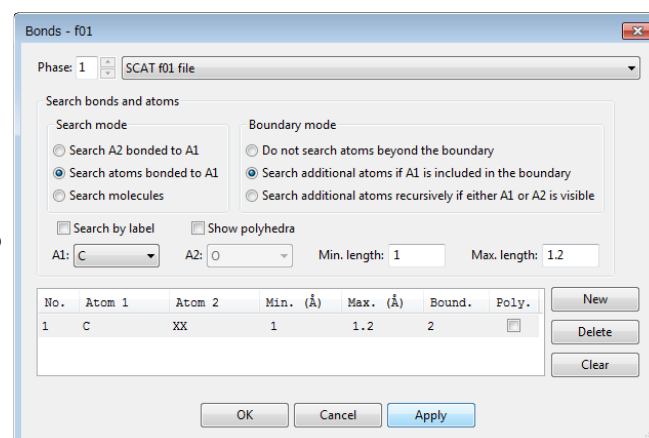 Bonds - f01
Phase: 1 SCAT f01 file
Search bonds and atoms
Search mode
Boundary mode
Search A2 bonded to A1
Do not search atoms beyond the boundary
Search atoms bonded to A1
Search additional atoms if A1 is included in the boundary
Search molecules
Search additional atoms recursively if either A1 or A2 is visible
Search by label Show polyhedra
A1: C A2: O Min. length: 1 Max. length: 1.2
No. Atom 1 Atom 2 Min. (Å) Max. (Å) Bound. Poly.
1 C XX 1 1.2 2
New
Delete
Clear
OK Cancel Apply